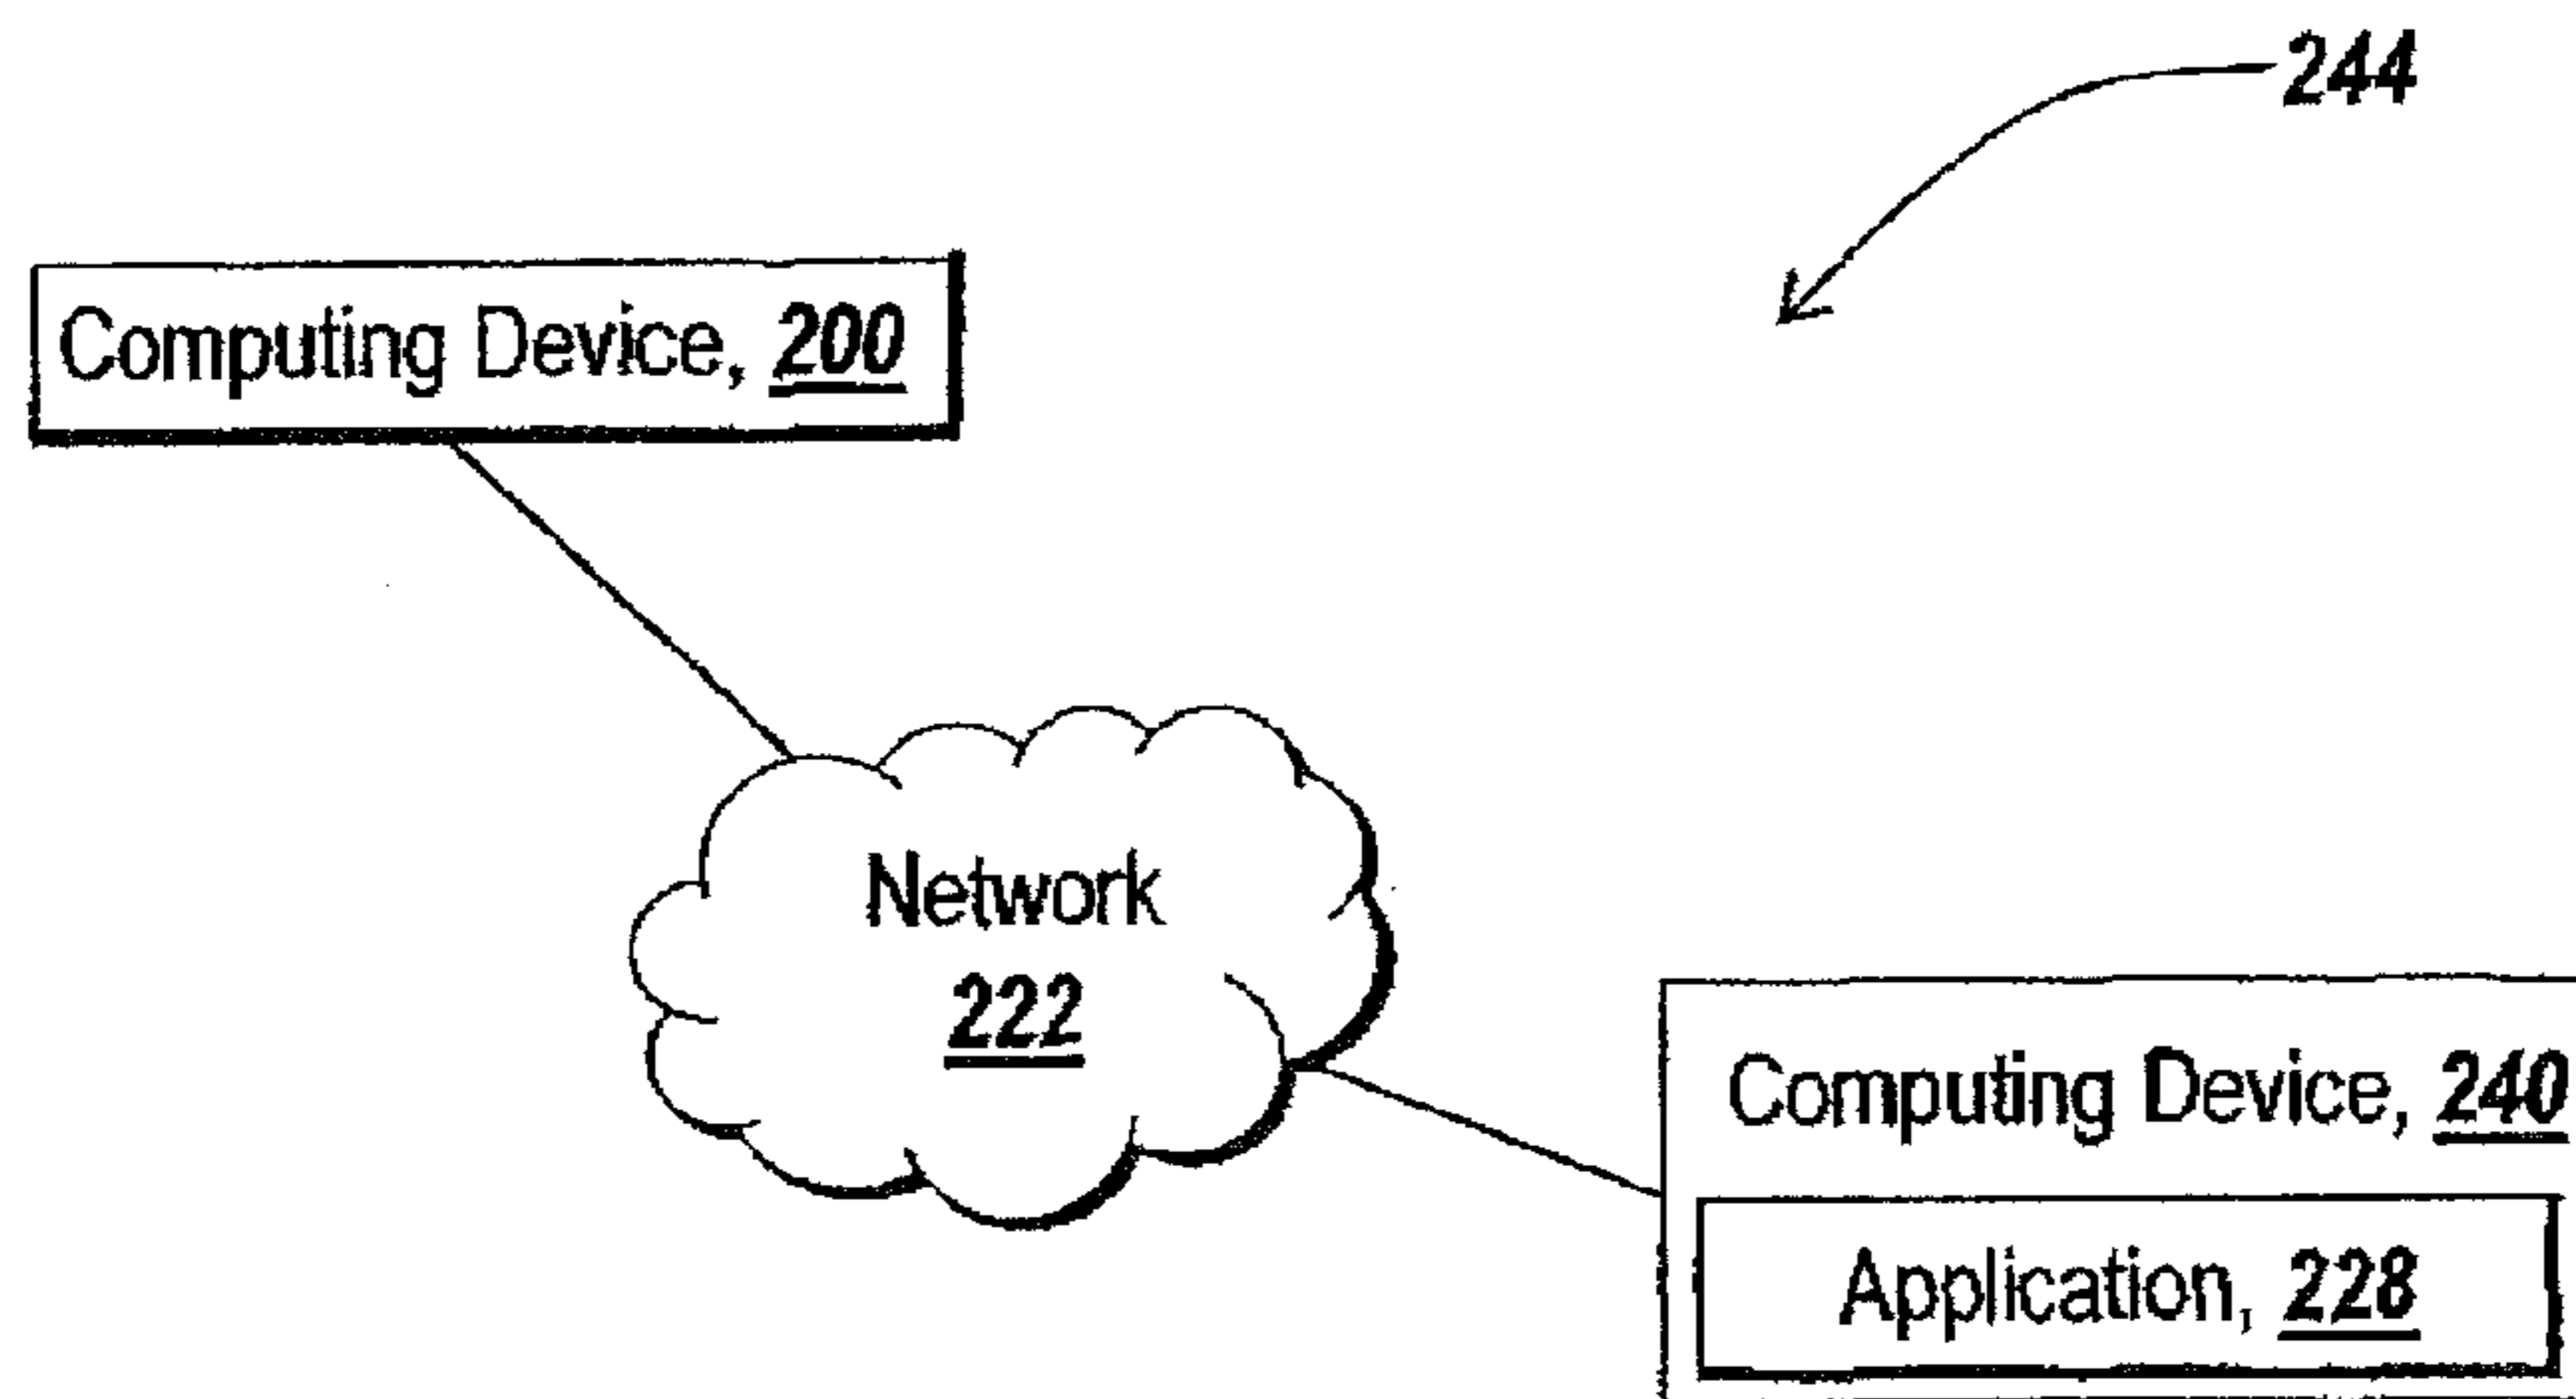 244
Computing Device, 200
Network
222
Computing Device, 240
Application, 228